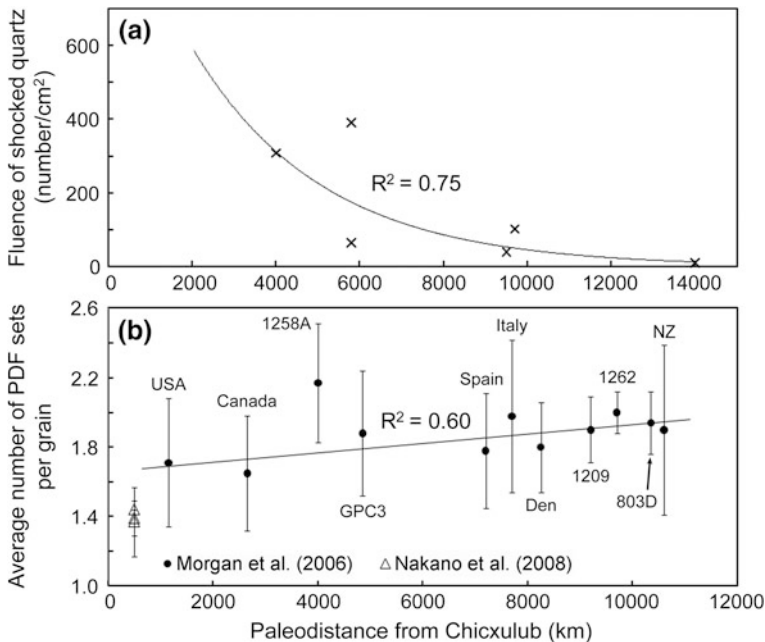 (a)
Fluence of shocked quartz
(number/cm²)
600
400
200
0
R² = 0.75
0 2000 4000 6000 8000 10000 12000 14000
(b)
Average number of PDF sets
per grain
2.6
2.2
1.8
1.4
1.0
USA
Canada
1258A
GPC3
R² = 0.60
Spain
Italy
Den
1209
1262
803D
NZ
Morgan et al. (2006)
Nakano et al. (2008)
0 2000 4000 6000 8000 10000 12000
Paleodistance from Chicxulub (km)